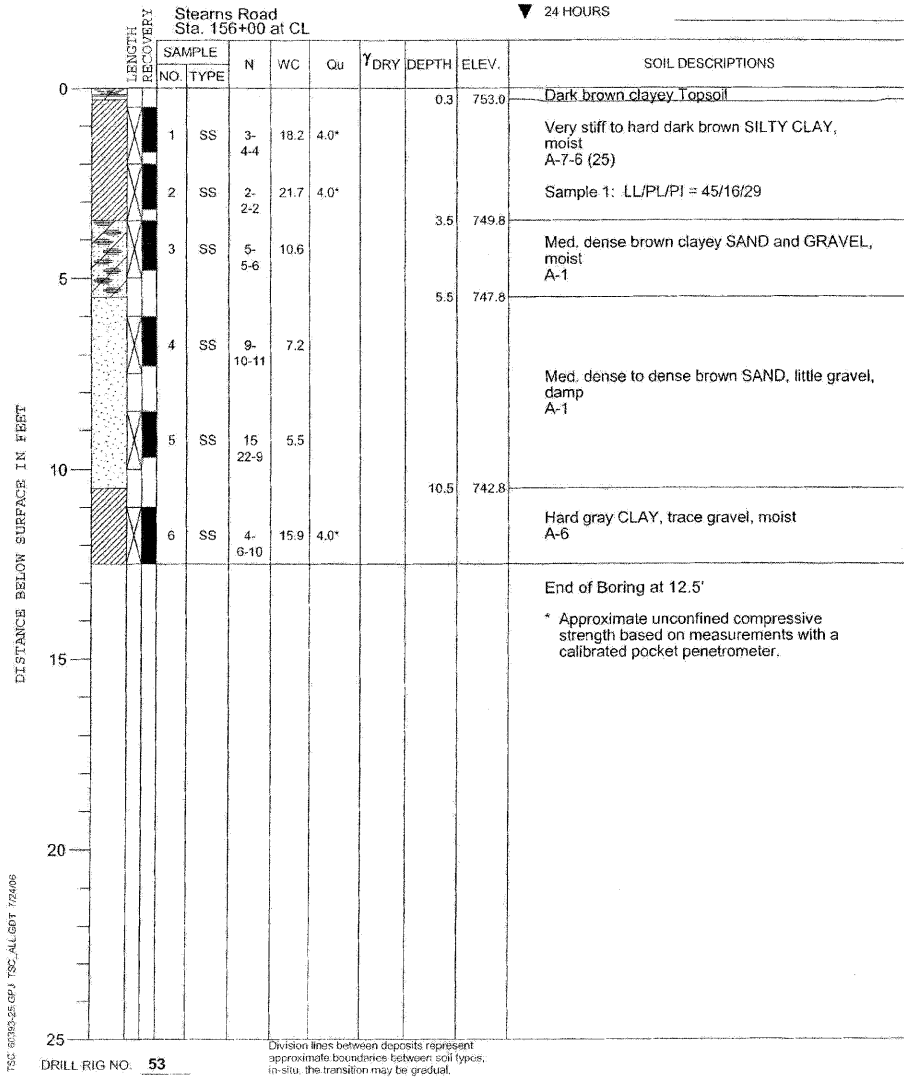 Stearns Road
Sta. 156+00 at CL
▼ 24 HOURS
LENGTH
RECOVERY
SAMPLE
NO. TYPE N WC Qu γDRY DEPTH ELEV. SOIL DESCRIPTIONS
0
0.3 753.0 Dark brown clayey Topsoil
1 SS 3- 18.2 4.0*
4-4
Very stiff to hard dark brown SILTY CLAY,
moist
A-7-6 (25)
2 SS 2- 21.7 4.0*
2-2
Sample 1: LL/PL/PI = 45/16/29
3.5 749.8
3 SS 5- 10.6
5-6
Med. dense brown clayey SAND and GRAVEL,
moist
A-1
5
5.5 747.8
4 SS 9- 7.2
10-11
Med. dense to dense brown SAND, little gravel,
damp
A-1
5 SS 15 5.5
22-9
10
10.5 742.8
6 SS 4- 15.9 4.0*
6-10
Hard gray CLAY, trace gravel, moist
A-6
End of Boring at 12.5'
* Approximate unconfined compressive
strength based on measurements with a
calibrated pocket penetrometer.
15
20
25
DISTANCE BELOW SURFACE IN FEET
TSC 60393-25.GPJ TSC_ALL.GDT 7/24/06
DRILL RIG NO. 53
Division lines between deposits represent
approximate boundaries between soil types;
in-situ, the transition may be gradual.